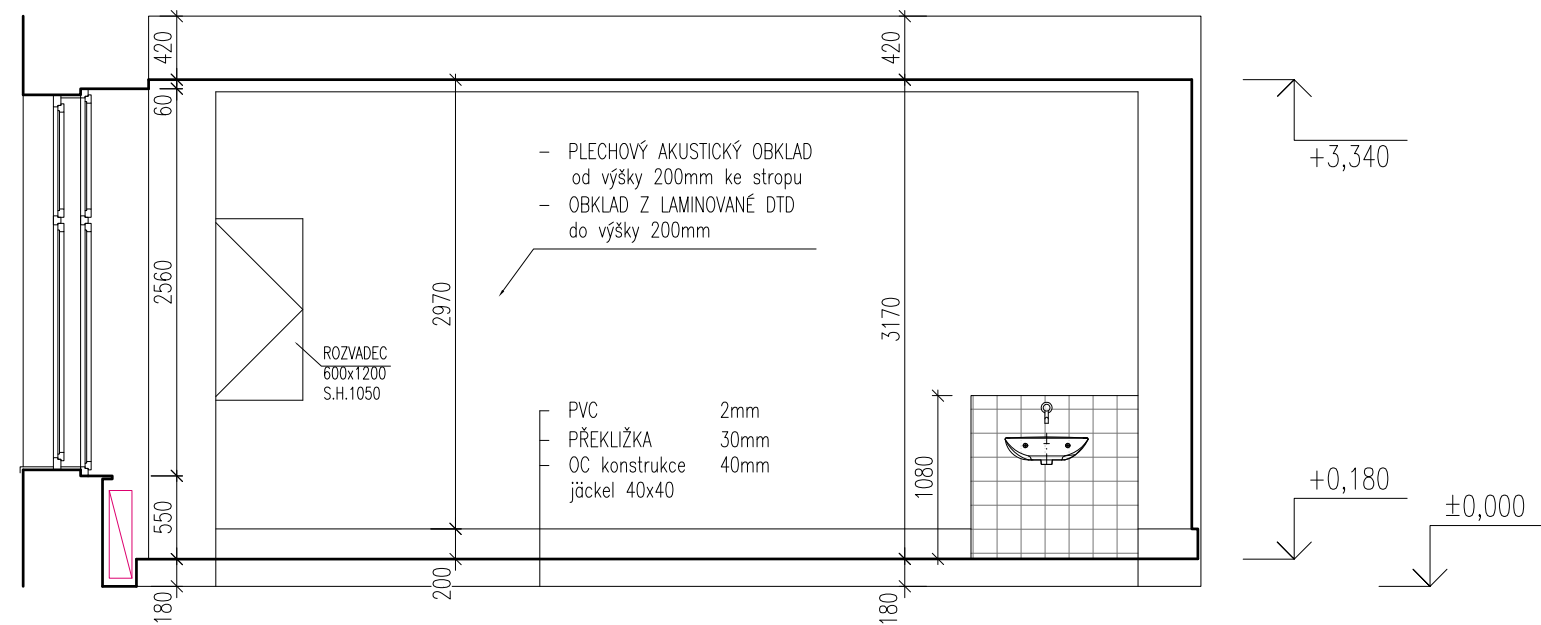 420
420
60
- PLECHOVÝ AKUSTICKÝ OBKLAD
od výšky 200mm ke stropu
- OBKLAD Z LAMINOVANÉ DTD
do výšky 200mm
+3,340
2560
2970
3170
ROZVADEC
600x1200
S.H.1050
PVC 2mm
PŘEKLIŽKA 30mm
OC konstrukce 40mm
jäckel 40x40
1080
550
+0,180
±0,000
180
200
180